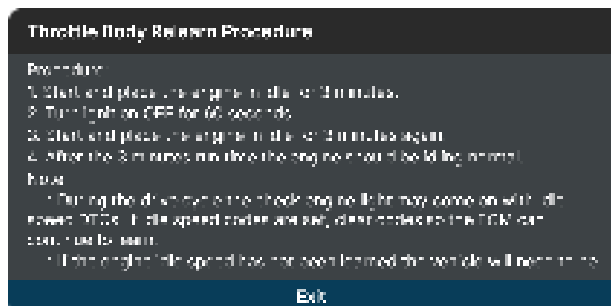 Throttle Body Relearn Procedure
Procedure:
1. Start and place the engine in idle for 3 minutes.
2. Turn ignition OFF for 60 seconds
3. Start and place the engine in idle for 3 minutes again
4. After the 3 minutes run time the engine should be idling normal.
Note
• During the drive cycle the check engine light may come on with idle
speed DTCs. If idle speed codes are set, clear codes so the ECM can
continue to learn.
• If the engine idle speed has not been learned the vehicle will need to be
Exit